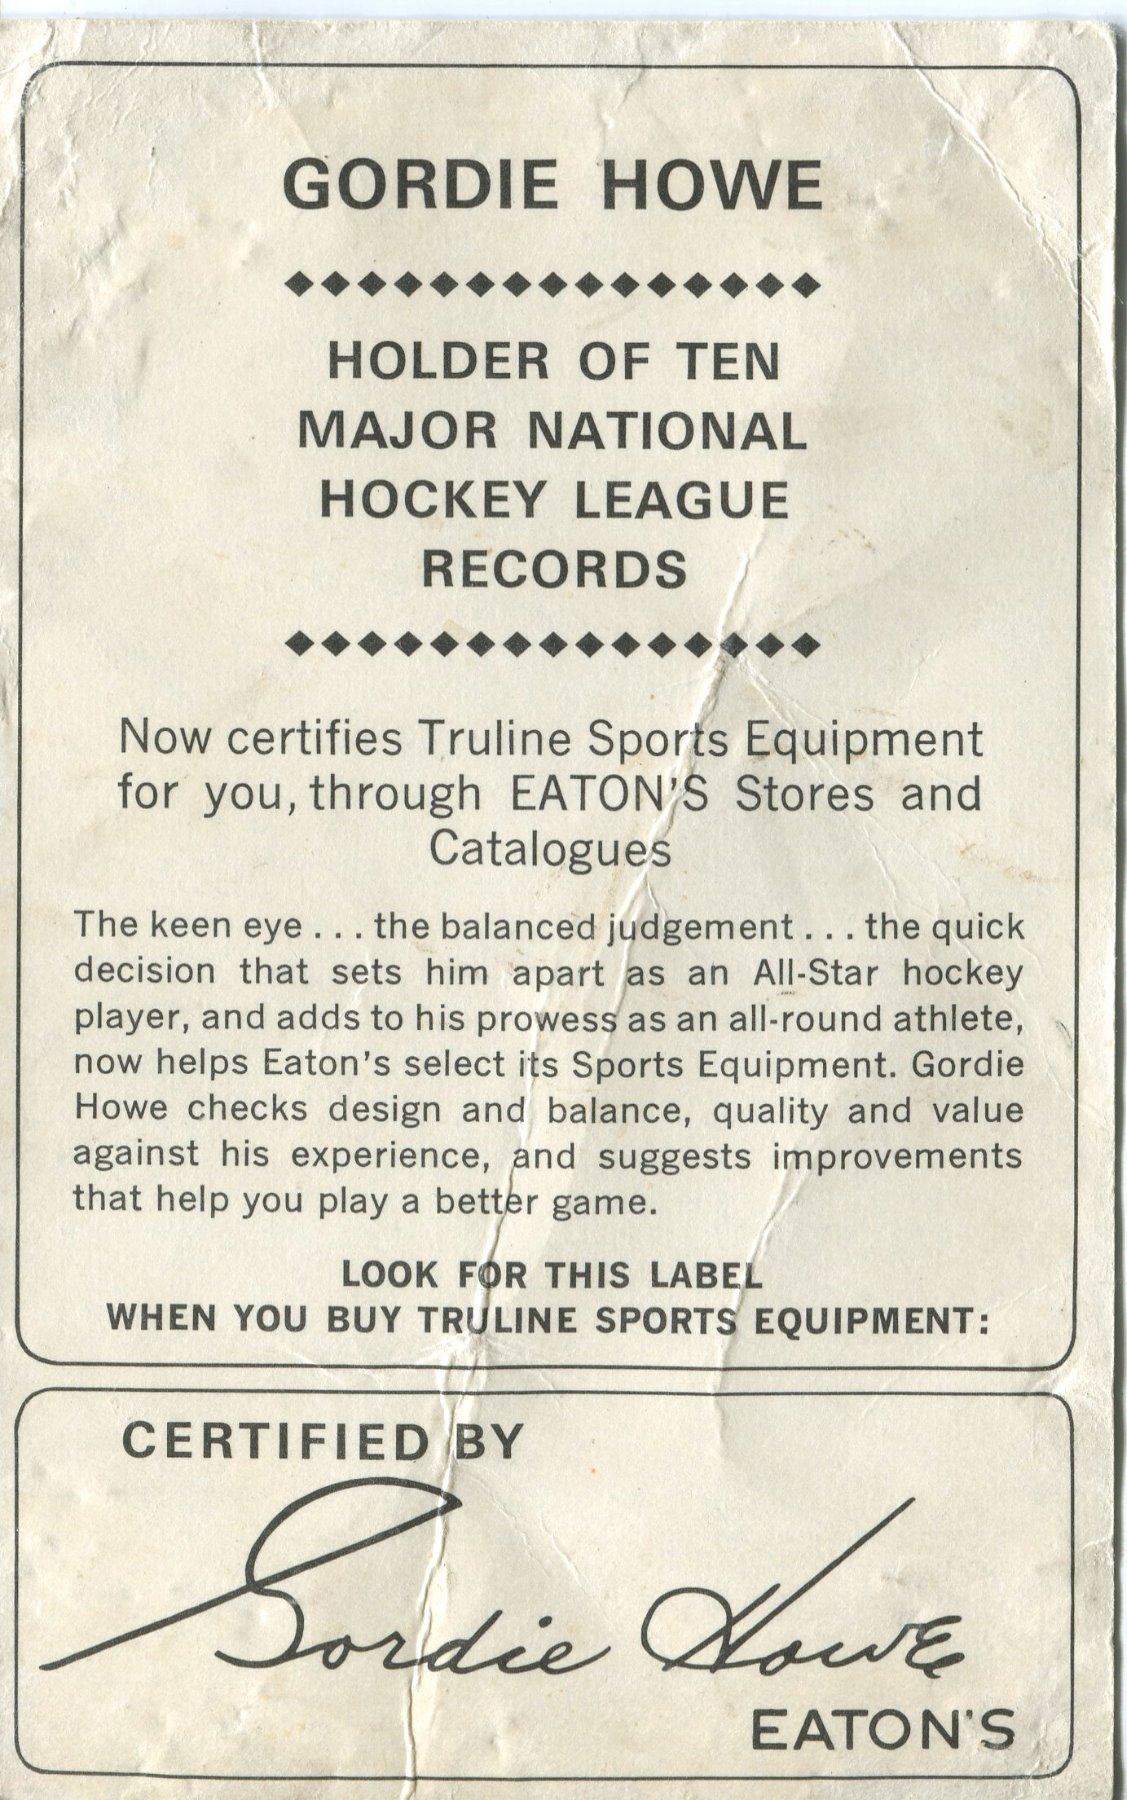 GORDIE HOWE
HOLDER OF TEN
MAJOR NATIONAL
HOCKEY LEAGUE
RECORDS
Now certifies Truline Sports Equipment
for you, through EATON'S Stores and
Catalogues
The keen eye . . . the balanced judgement . . . the quick
decision that sets him apart as an All-Star hockey
player, and adds to his prowess as an all-round athlete,
now helps Eaton's select its Sports Equipment. Gordie
Howe checks design and balance, quality and value
against his experience, and suggests improvements
that help you play a better game.
LOOK FOR THIS LABEL
WHEN YOU BUY TRULINE SPORTS EQUIPMENT:
CERTIFIED BY
Gordie Howe
EATON'S